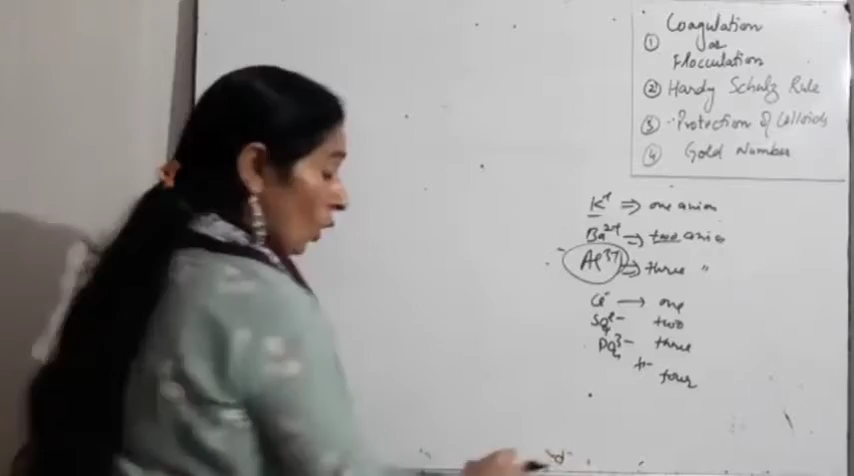 ① Coagulation
or
Flocculation
② Hardy Schulz Rule
③ Protection of Colloids
④ Gold Number
K⁺ ⇒ one anion
Ba²⁺ ⇒ two anion
Al³⁺ ⇒ three "
Cl⁻ → one
SO₄²⁻ two
PO₄³⁻ three
four